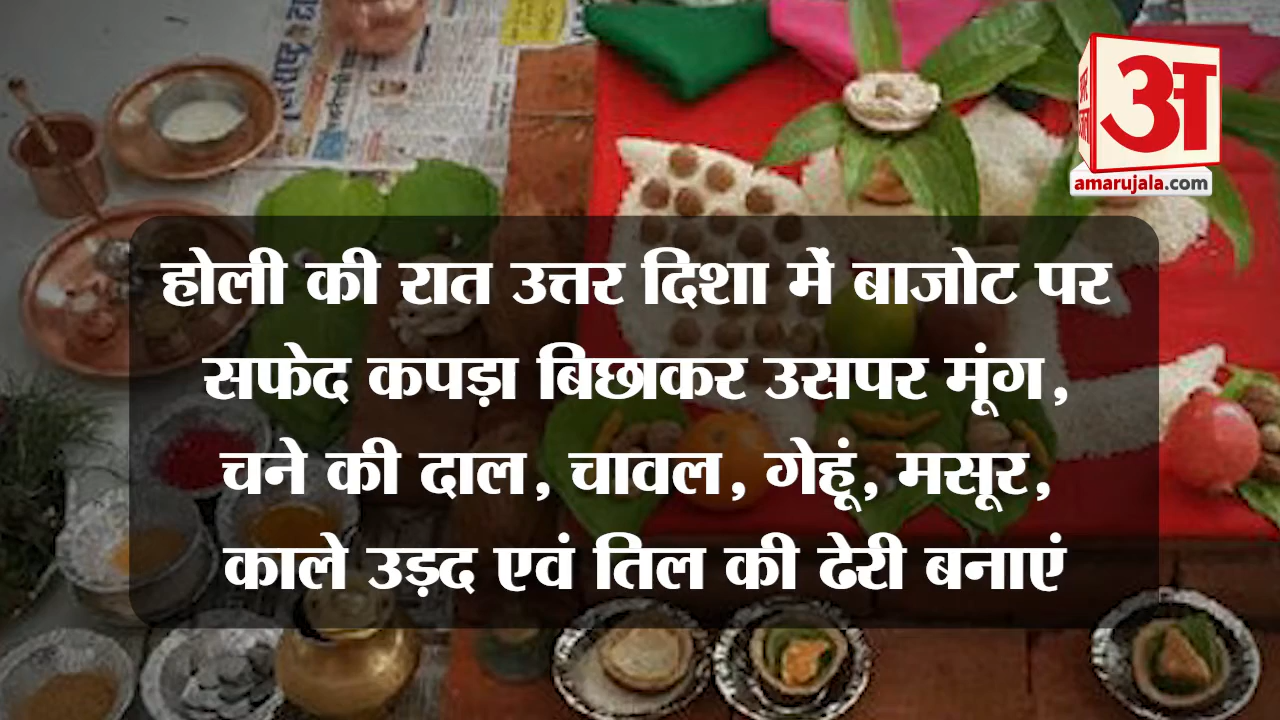 अ
amarujala.com
होली की रात उत्तर दिशा में बाजोट पर
सफेद कपड़ा बिछाकर उसपर मूंग,
चने की दाल, चावल, गेहूं, मसूर,
काले उड़द एवं तिल की ढेरी बनाएं